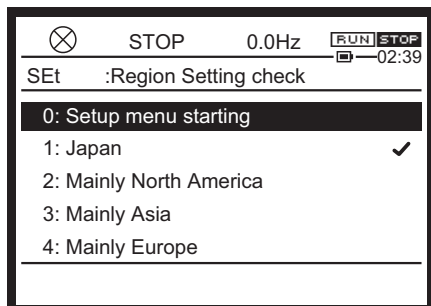 STOP 0.0Hz RUN STOP
02:39
SEt :Region Setting check
0: Setup menu starting
1: Japan
2: Mainly North America
3: Mainly Asia
4: Mainly Europe